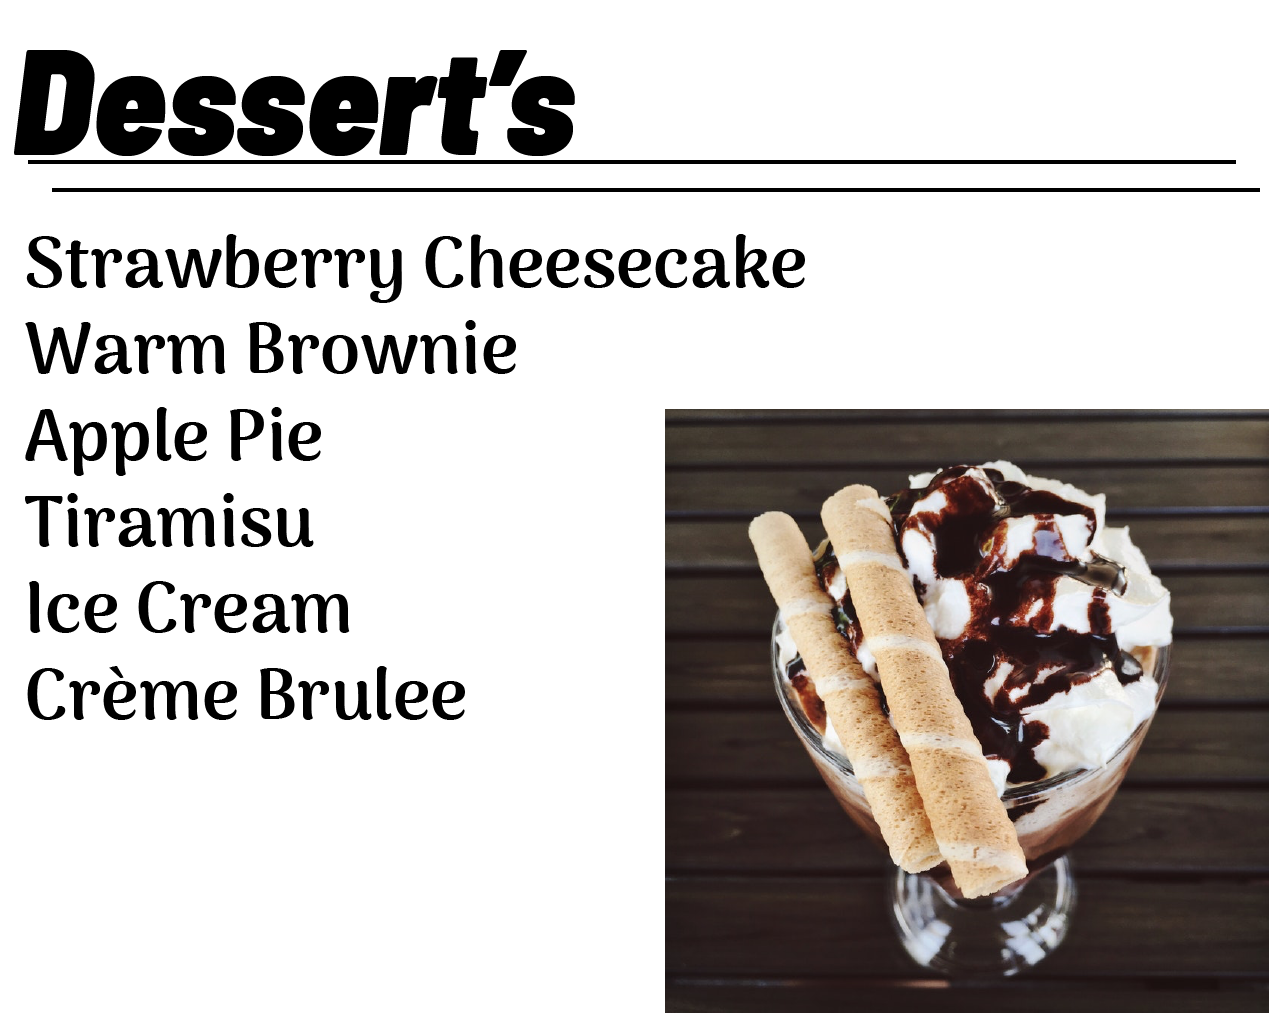 Dessert’s
Strawberry Cheesecake
Warm Brownie
Apple Pie
Tiramisu
Ice Cream
Crème Brulee